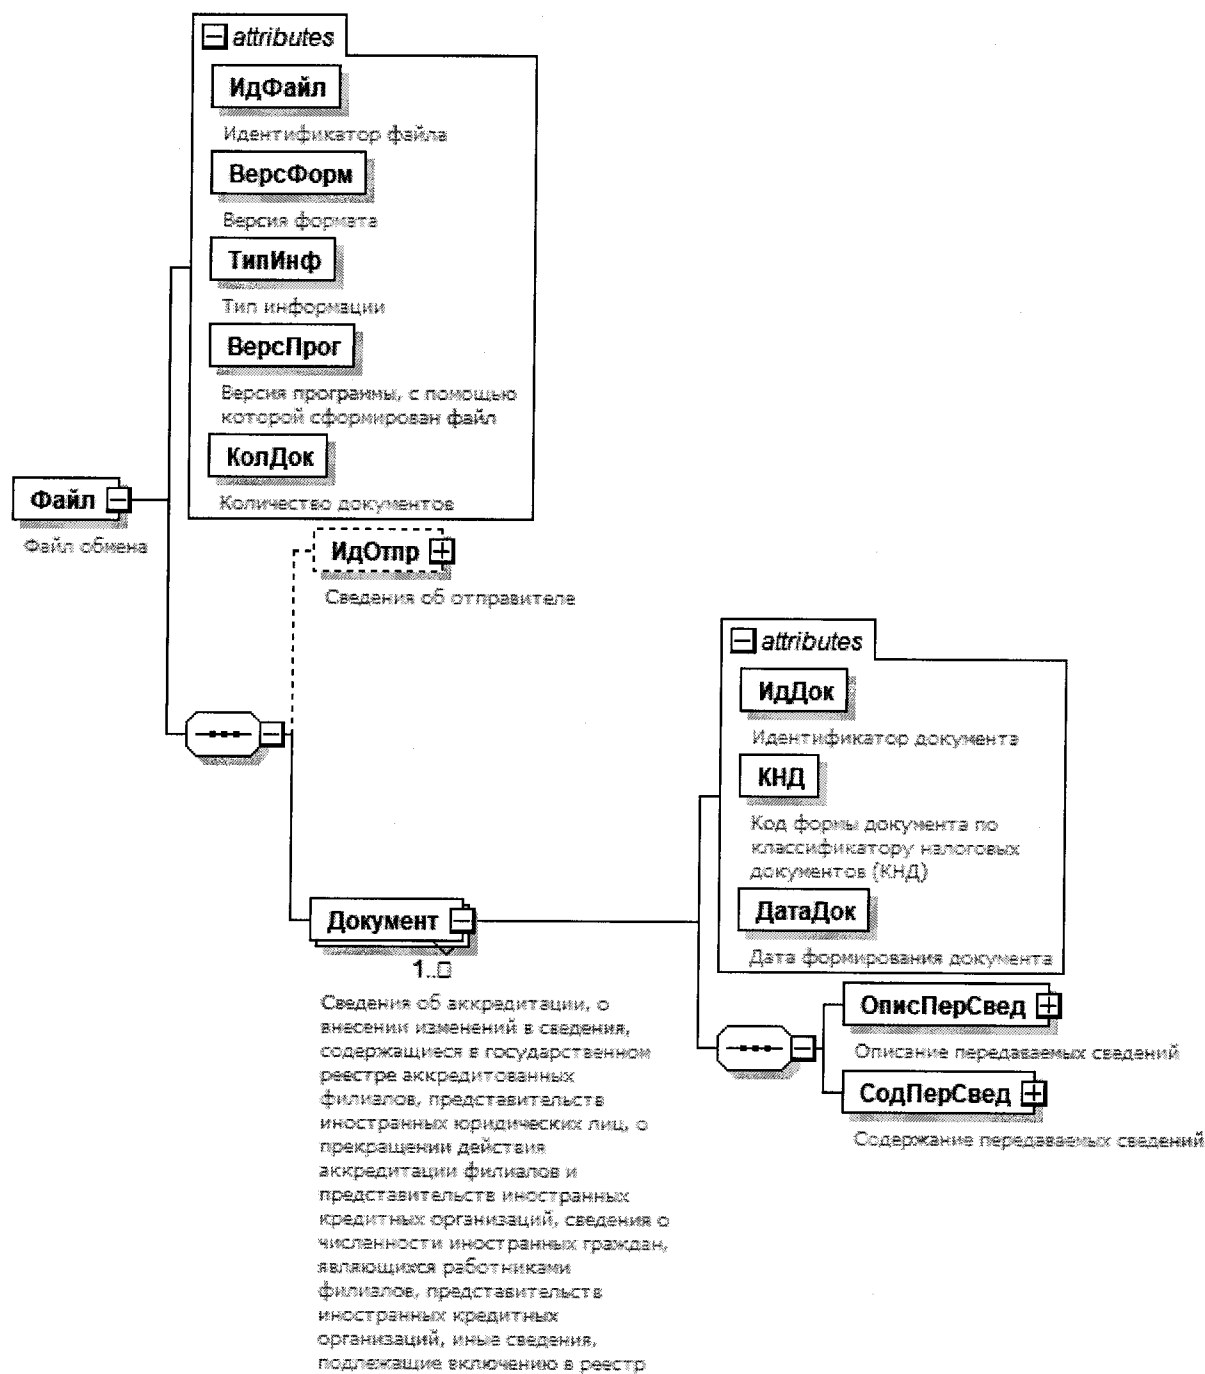 attributes
ИдФайл
Идентификатор файла
ВерсФорм
Версия формата
ТипИнф
Тип информации
ВерсПрог
Версия программы, с помощью
которой сформирован файл
КолДок
Количество документов
Файл
Файл обмена
ИдОтпр
Сведения об отправителе
attributes
ИдДок
Идентификатор документа
КНД
Код формы документа по
классификатору налоговых
документов (КНД)
ДатаДок
Дата формирования документа
Документ
1..□
Сведения об аккредитации, о
внесении изменений в сведения,
содержащиеся в государственном
реестре аккредитованных
филиалов, представительств
иностранных юридических лиц, о
прекращении действия
аккредитации филиалов и
представительств иностранных
кредитных организаций, сведения о
численности иностранных граждан,
являющихся работниками
филиалов, представительств
иностранных кредитных
организаций, иные сведения,
подлежащие включению в реестр
ОписПерСвед
Описание передаваемых сведений
СодПерСвед
Содержание передаваемых сведений